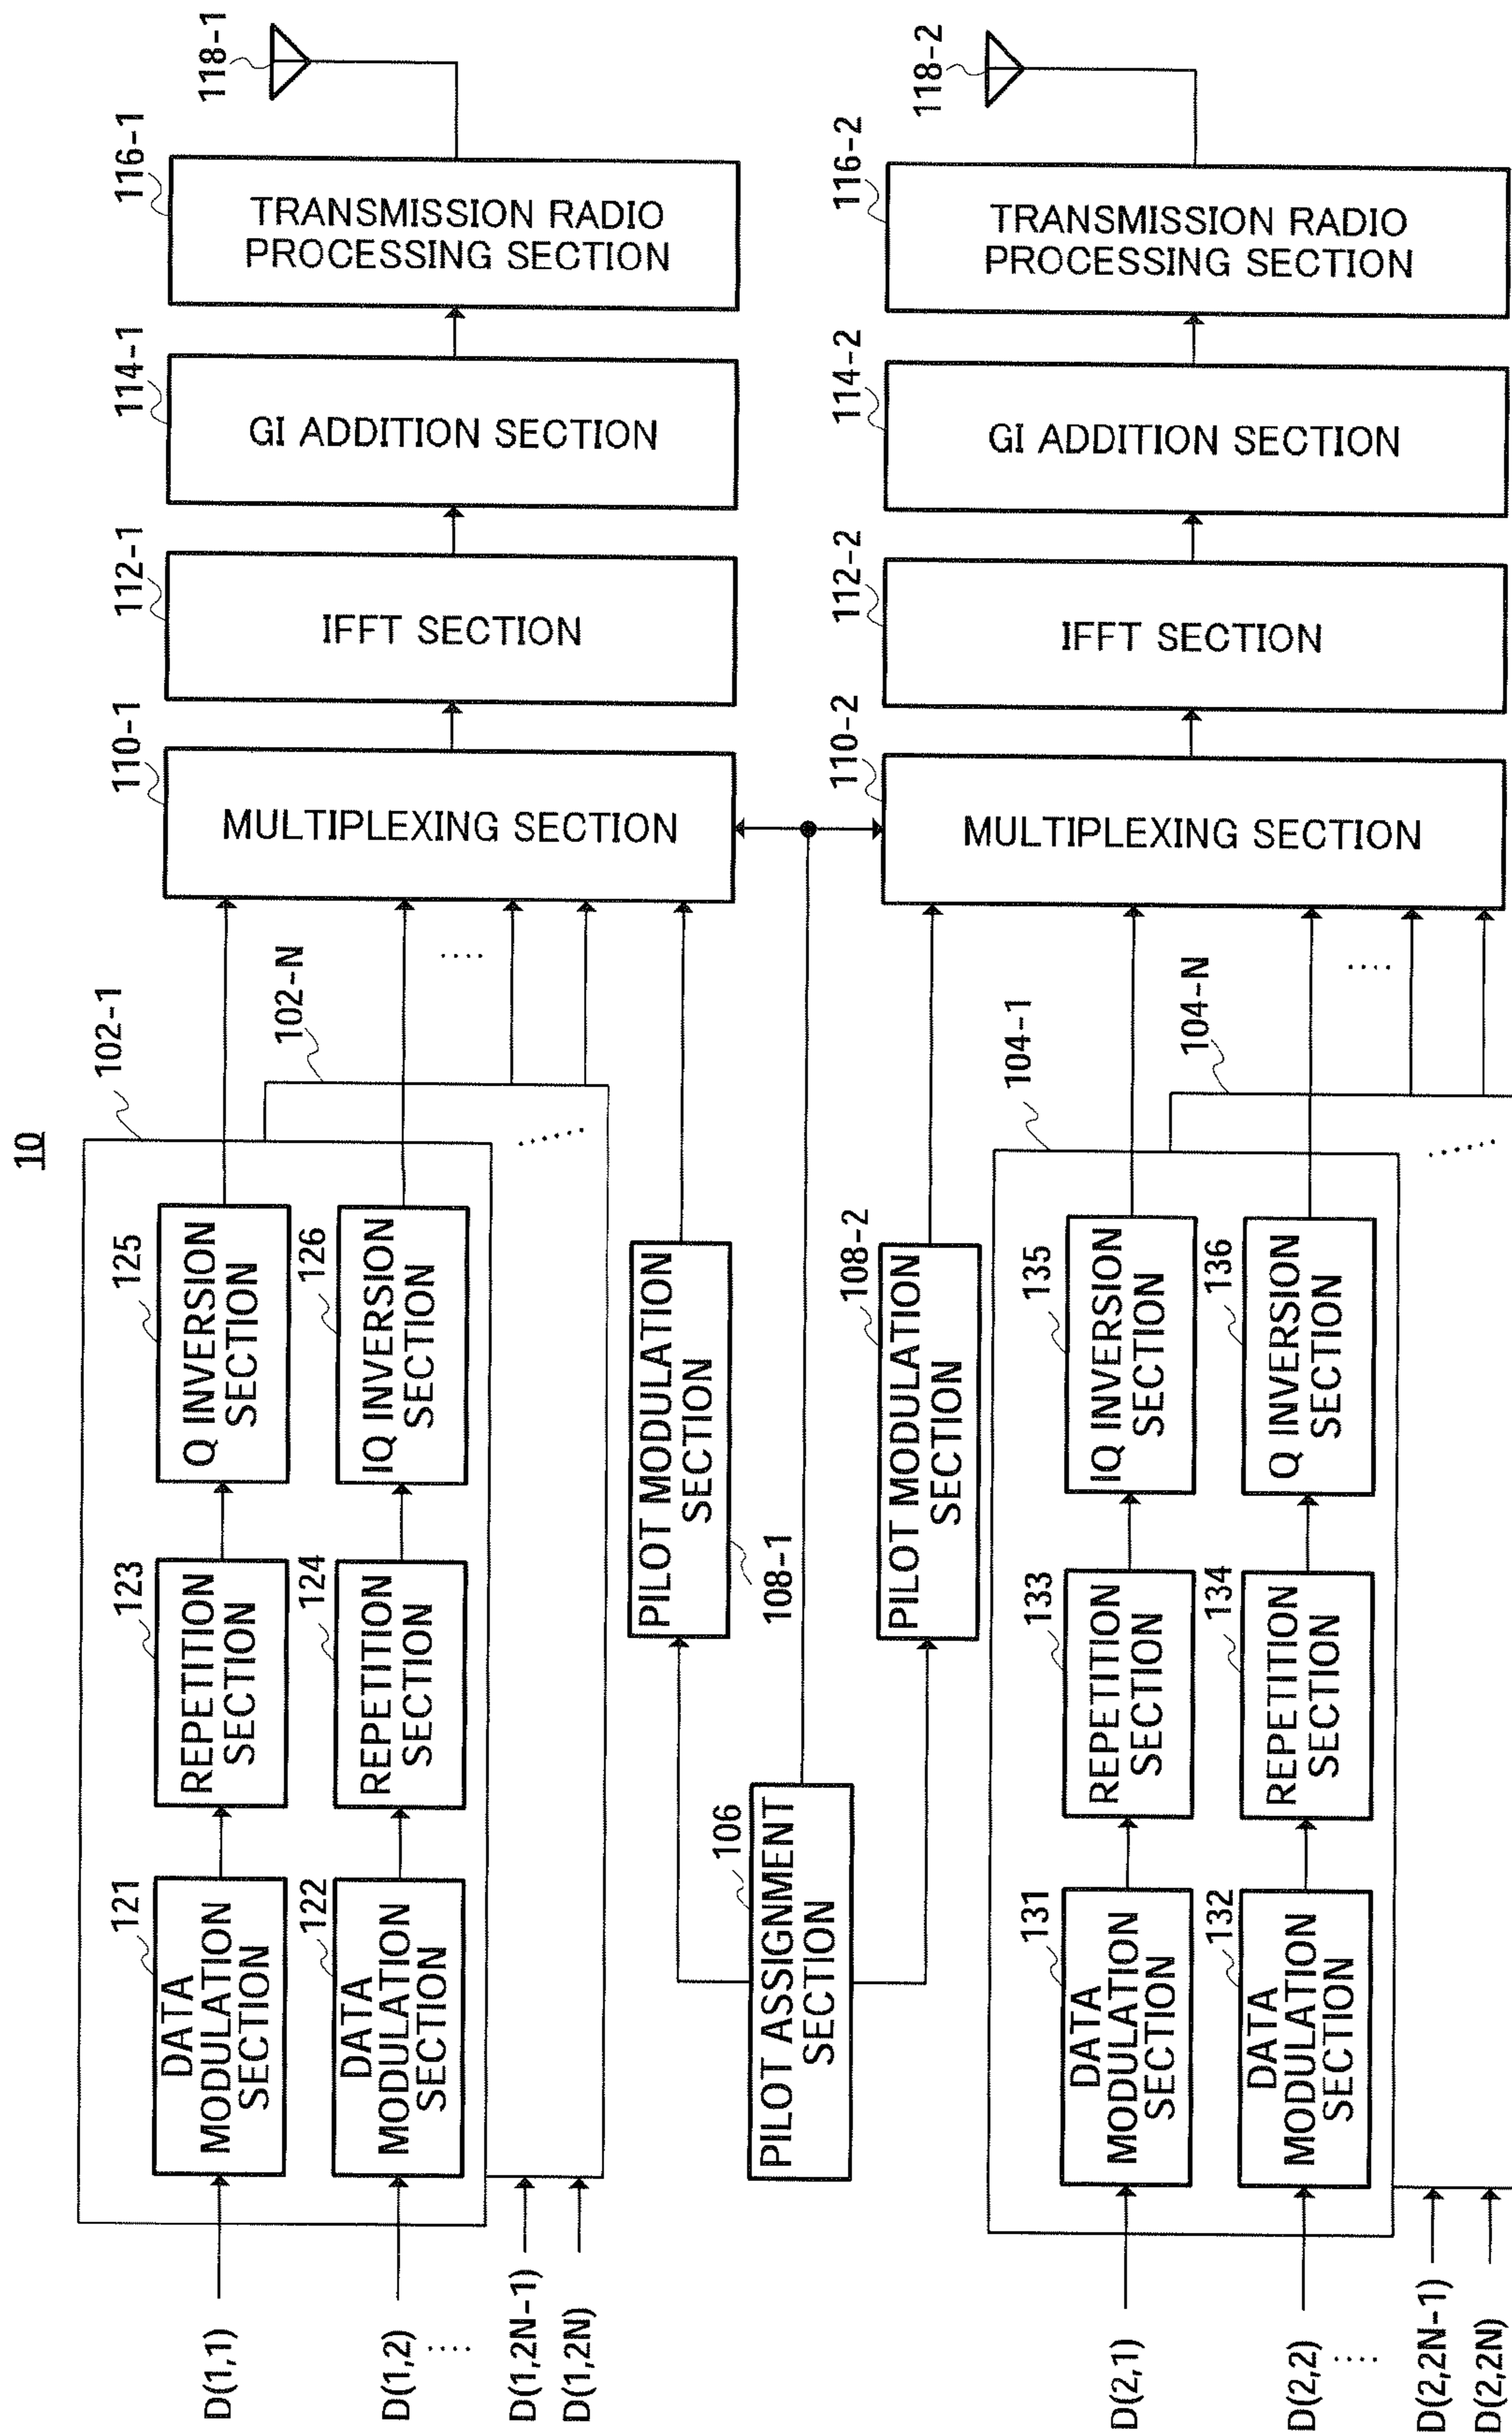 10
102-1
121
DATA
MODULATION
SECTION
123
REPETITION
SECTION
125
Q INVERSION
SECTION
D(1,1)
122
DATA
MODULATION
SECTION
124
REPETITION
SECTION
126
IQ INVERSION
SECTION
D(1,2)
....
102-N
......
....
D(1,2N-1)
D(1,2N)
110-1
MULTIPLEXING SECTION
112-1
IFFT SECTION
114-1
GI ADDITION SECTION
116-1
TRANSMISSION RADIO
PROCESSING SECTION
118-1
PILOT MODULATION
SECTION
108-1
106
PILOT ASSIGNMENT
SECTION
108-2
PILOT MODULATION
SECTION
104-1
131
DATA
MODULATION
SECTION
133
REPETITION
SECTION
135
IQ INVERSION
SECTION
D(2,1)
132
DATA
MODULATION
SECTION
134
REPETITION
SECTION
136
Q INVERSION
SECTION
D(2,2)
....
104-N
......
....
D(2,2N-1)
D(2,2N)
110-2
MULTIPLEXING SECTION
112-2
IFFT SECTION
114-2
GI ADDITION SECTION
116-2
TRANSMISSION RADIO
PROCESSING SECTION
118-2